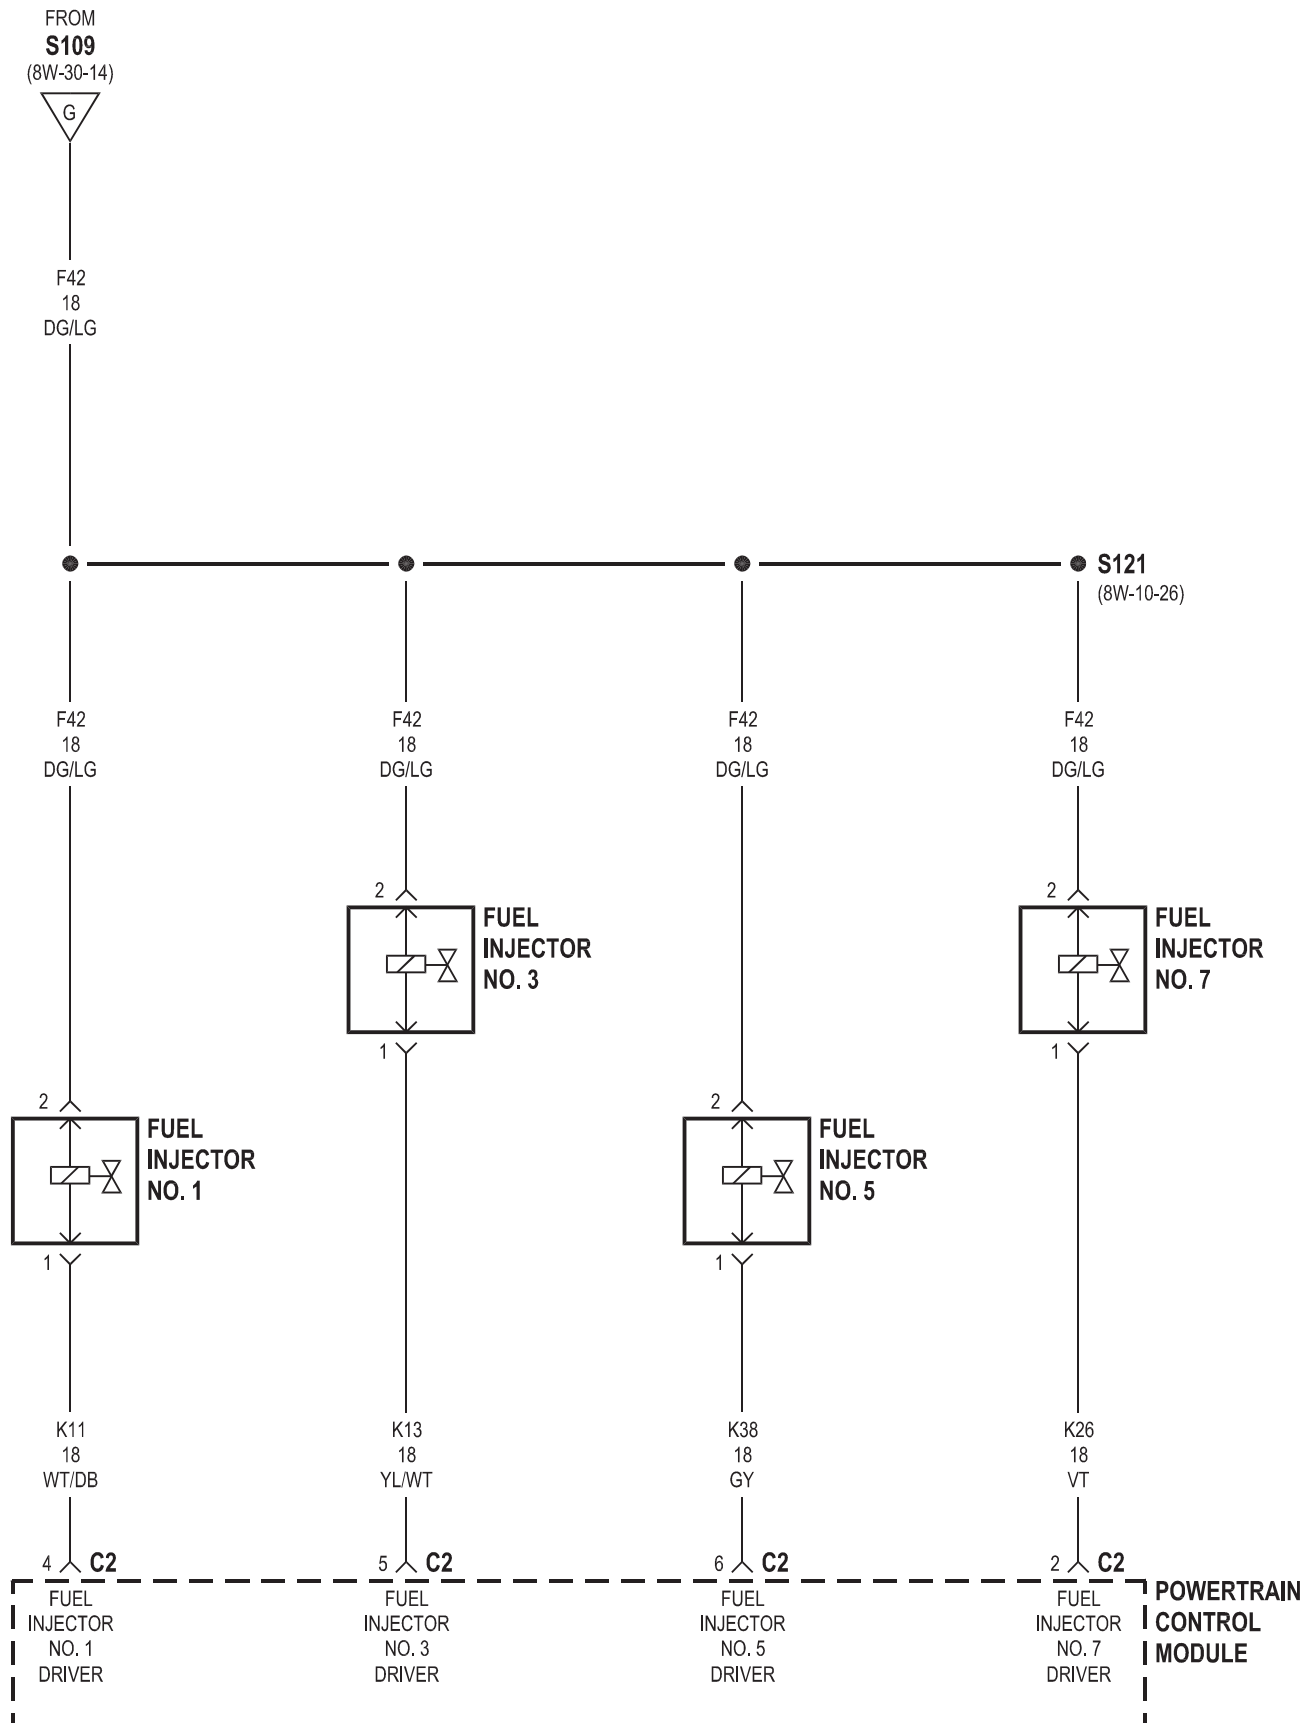 FROM
S109
(8W-30-14)
G
F42
18
DG/LG
S121
(8W-10-26)
F42
18
DG/LG
F42
18
DG/LG
F42
18
DG/LG
F42
18
DG/LG
2
FUEL
INJECTOR
NO. 3
1
2
FUEL
INJECTOR
NO. 7
1
2
FUEL
INJECTOR
NO. 1
1
2
FUEL
INJECTOR
NO. 5
1
K11
18
WT/DB
K13
18
YL/WT
K38
18
GY
K26
18
VT
4 C2
5 C2
6 C2
2 C2
FUEL
INJECTOR
NO. 1
DRIVER
FUEL
INJECTOR
NO. 3
DRIVER
FUEL
INJECTOR
NO. 5
DRIVER
FUEL
INJECTOR
NO. 7
DRIVER
POWERTRAIN
CONTROL
MODULE